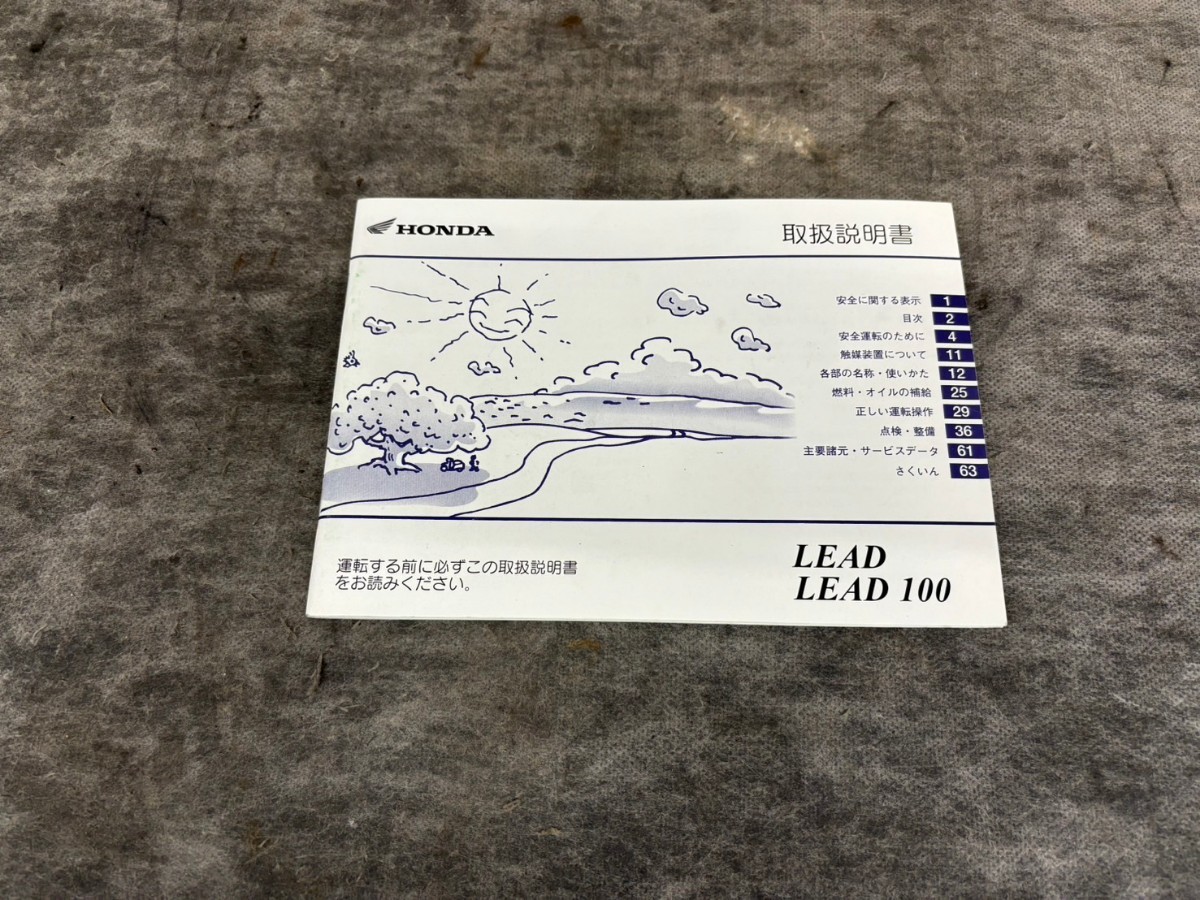 HONDA
取扱説明書
安全に関する表示 1
目次 2
安全運転のために 4
触媒装置について 11
各部の名称・使いかた 12
燃料・オイルの補給 25
正しい運転操作 29
点検・整備 36
主要諸元・サービスデータ 61
さくいん 63
運転する前に必ずこの取扱説明書
をお読みください。
LEAD
LEAD 100